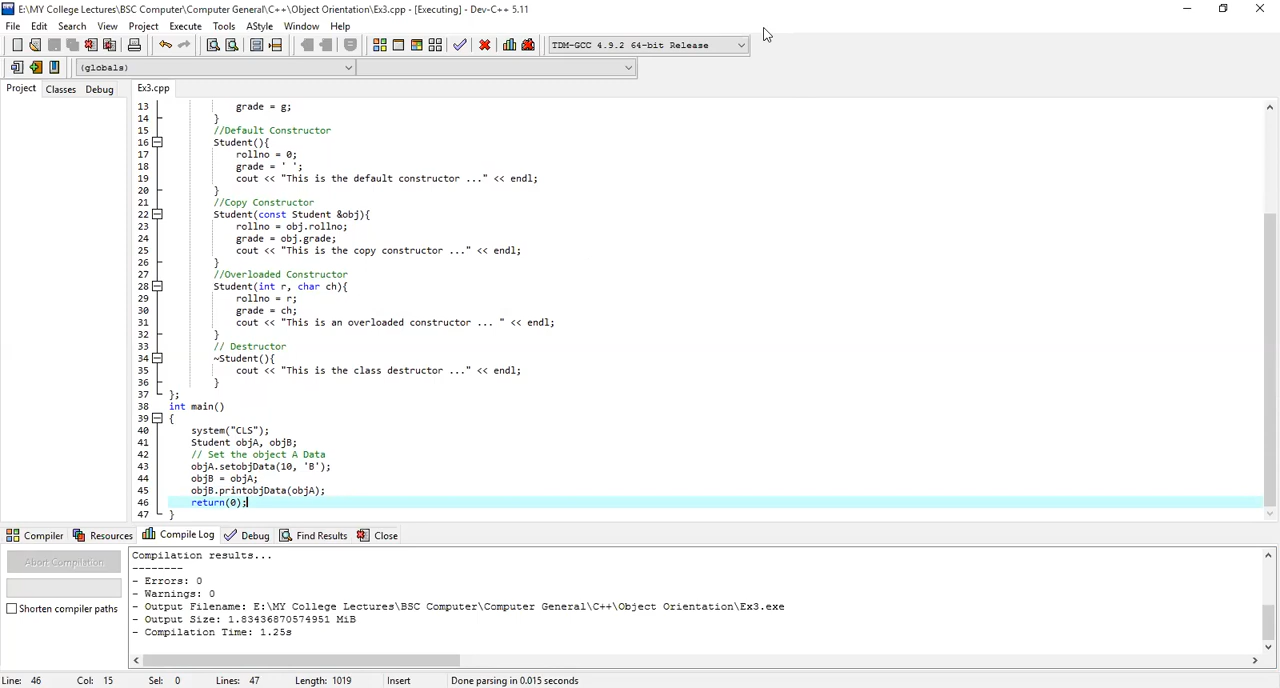 E:\MY College Lectures\BSC Computer\Computer General\C++\Object Orientation\Ex3.cpp - [Executing] - Dev-C++ 5.11
File Edit Search View Project Execute Tools AStyle Window Help
TDM-GCC 4.9.2 64-bit Release
(globals)
Project Classes Debug Ex3.cpp
13 grade = g;
14 }
15 //Default Constructor
16 Student(){
17 rollno = 0;
18 grade = ' ';
19 cout << "This is the default constructor ..." << endl;
20 }
21 //Copy Constructor
22 Student(const Student &obj){
23 rollno = obj.rollno;
24 grade = obj.grade;
25 cout << "This is the copy constructor ..." << endl;
26 }
27 //Overloaded Constructor
28 Student(int r, char ch){
29 rollno = r;
30 grade = ch;
31 cout << "This is an overloaded constructor ... " << endl;
32 }
33 // Destructor
34 ~Student(){
35 cout << "This is the class destructor ..." << endl;
36 }
37 };
38 int main()
39 {
40 system("CLS");
41 Student objA, objB;
42 // Set the object A Data
43 objA.setobjData(10, 'B');
44 objB = objA;
45 objB.printobjData(objA);
46 return(0);
47 }
Compiler Resources Compile Log Debug Find Results Close
Abort Compilation
Shorten compiler paths
Compilation results...
--------
- Errors: 0
- Warnings: 0
- Output Filename: E:\MY College Lectures\BSC Computer\Computer General\C++\Object Orientation\Ex3.exe
- Output Size: 1.83436870574951 MiB
- Compilation Time: 1.25s
Line: 46 Col: 15 Sel: 0 Lines: 47 Length: 1019 Insert Done parsing in 0.015 seconds